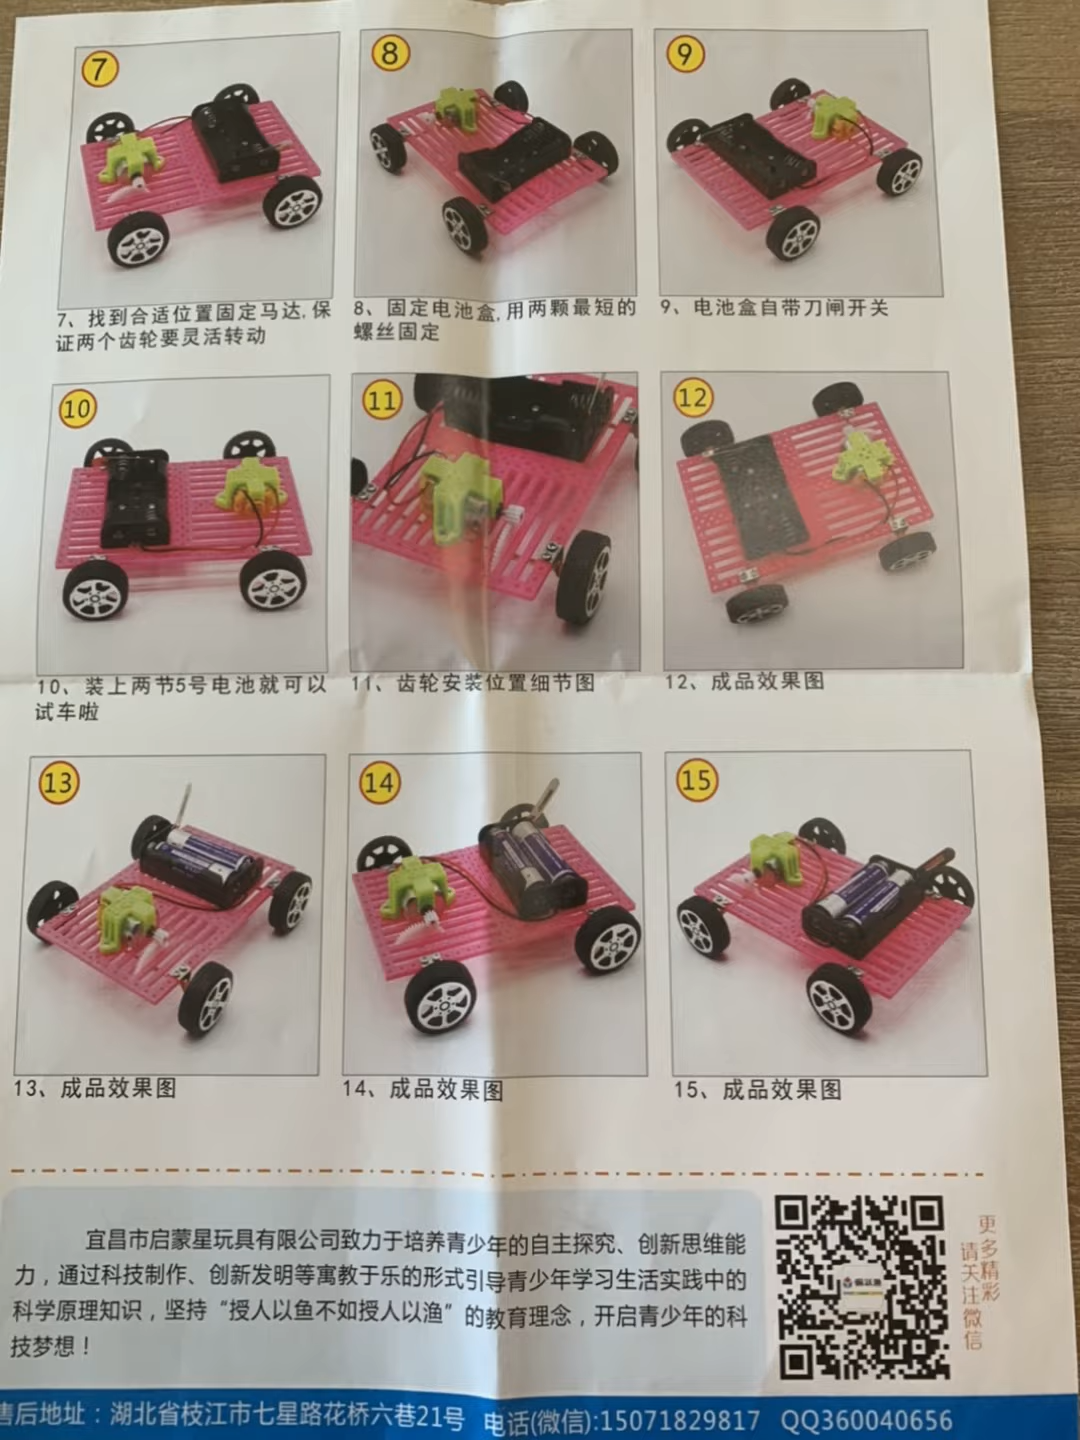 7
8
9
7、找到合适位置固定马达,保
证两个齿轮要灵活转动
8、固定电池盒,用两颗最短的
螺丝固定
9、电池盒自带刀闸开关
10
11
12
10、装上两节5号电池就可以
试车啦
11、齿轮安装位置细节图
12、成品效果图
13
14
15
13、成品效果图
14、成品效果图
15、成品效果图
宜昌市启蒙星玩具有限公司致力于培养青少年的自主探究、创新思维能
力，通过科技制作、创新发明等寓教于乐的形式引导青少年学习生活实践中的
科学原理知识，坚持“授人以鱼不如授人以渔”的教育理念，开启青少年的科
技梦想！
更多精彩
请关注微信
售后地址：湖北省枝江市七星路花桥六巷21号 电话(微信):15071829817 QQ360040656